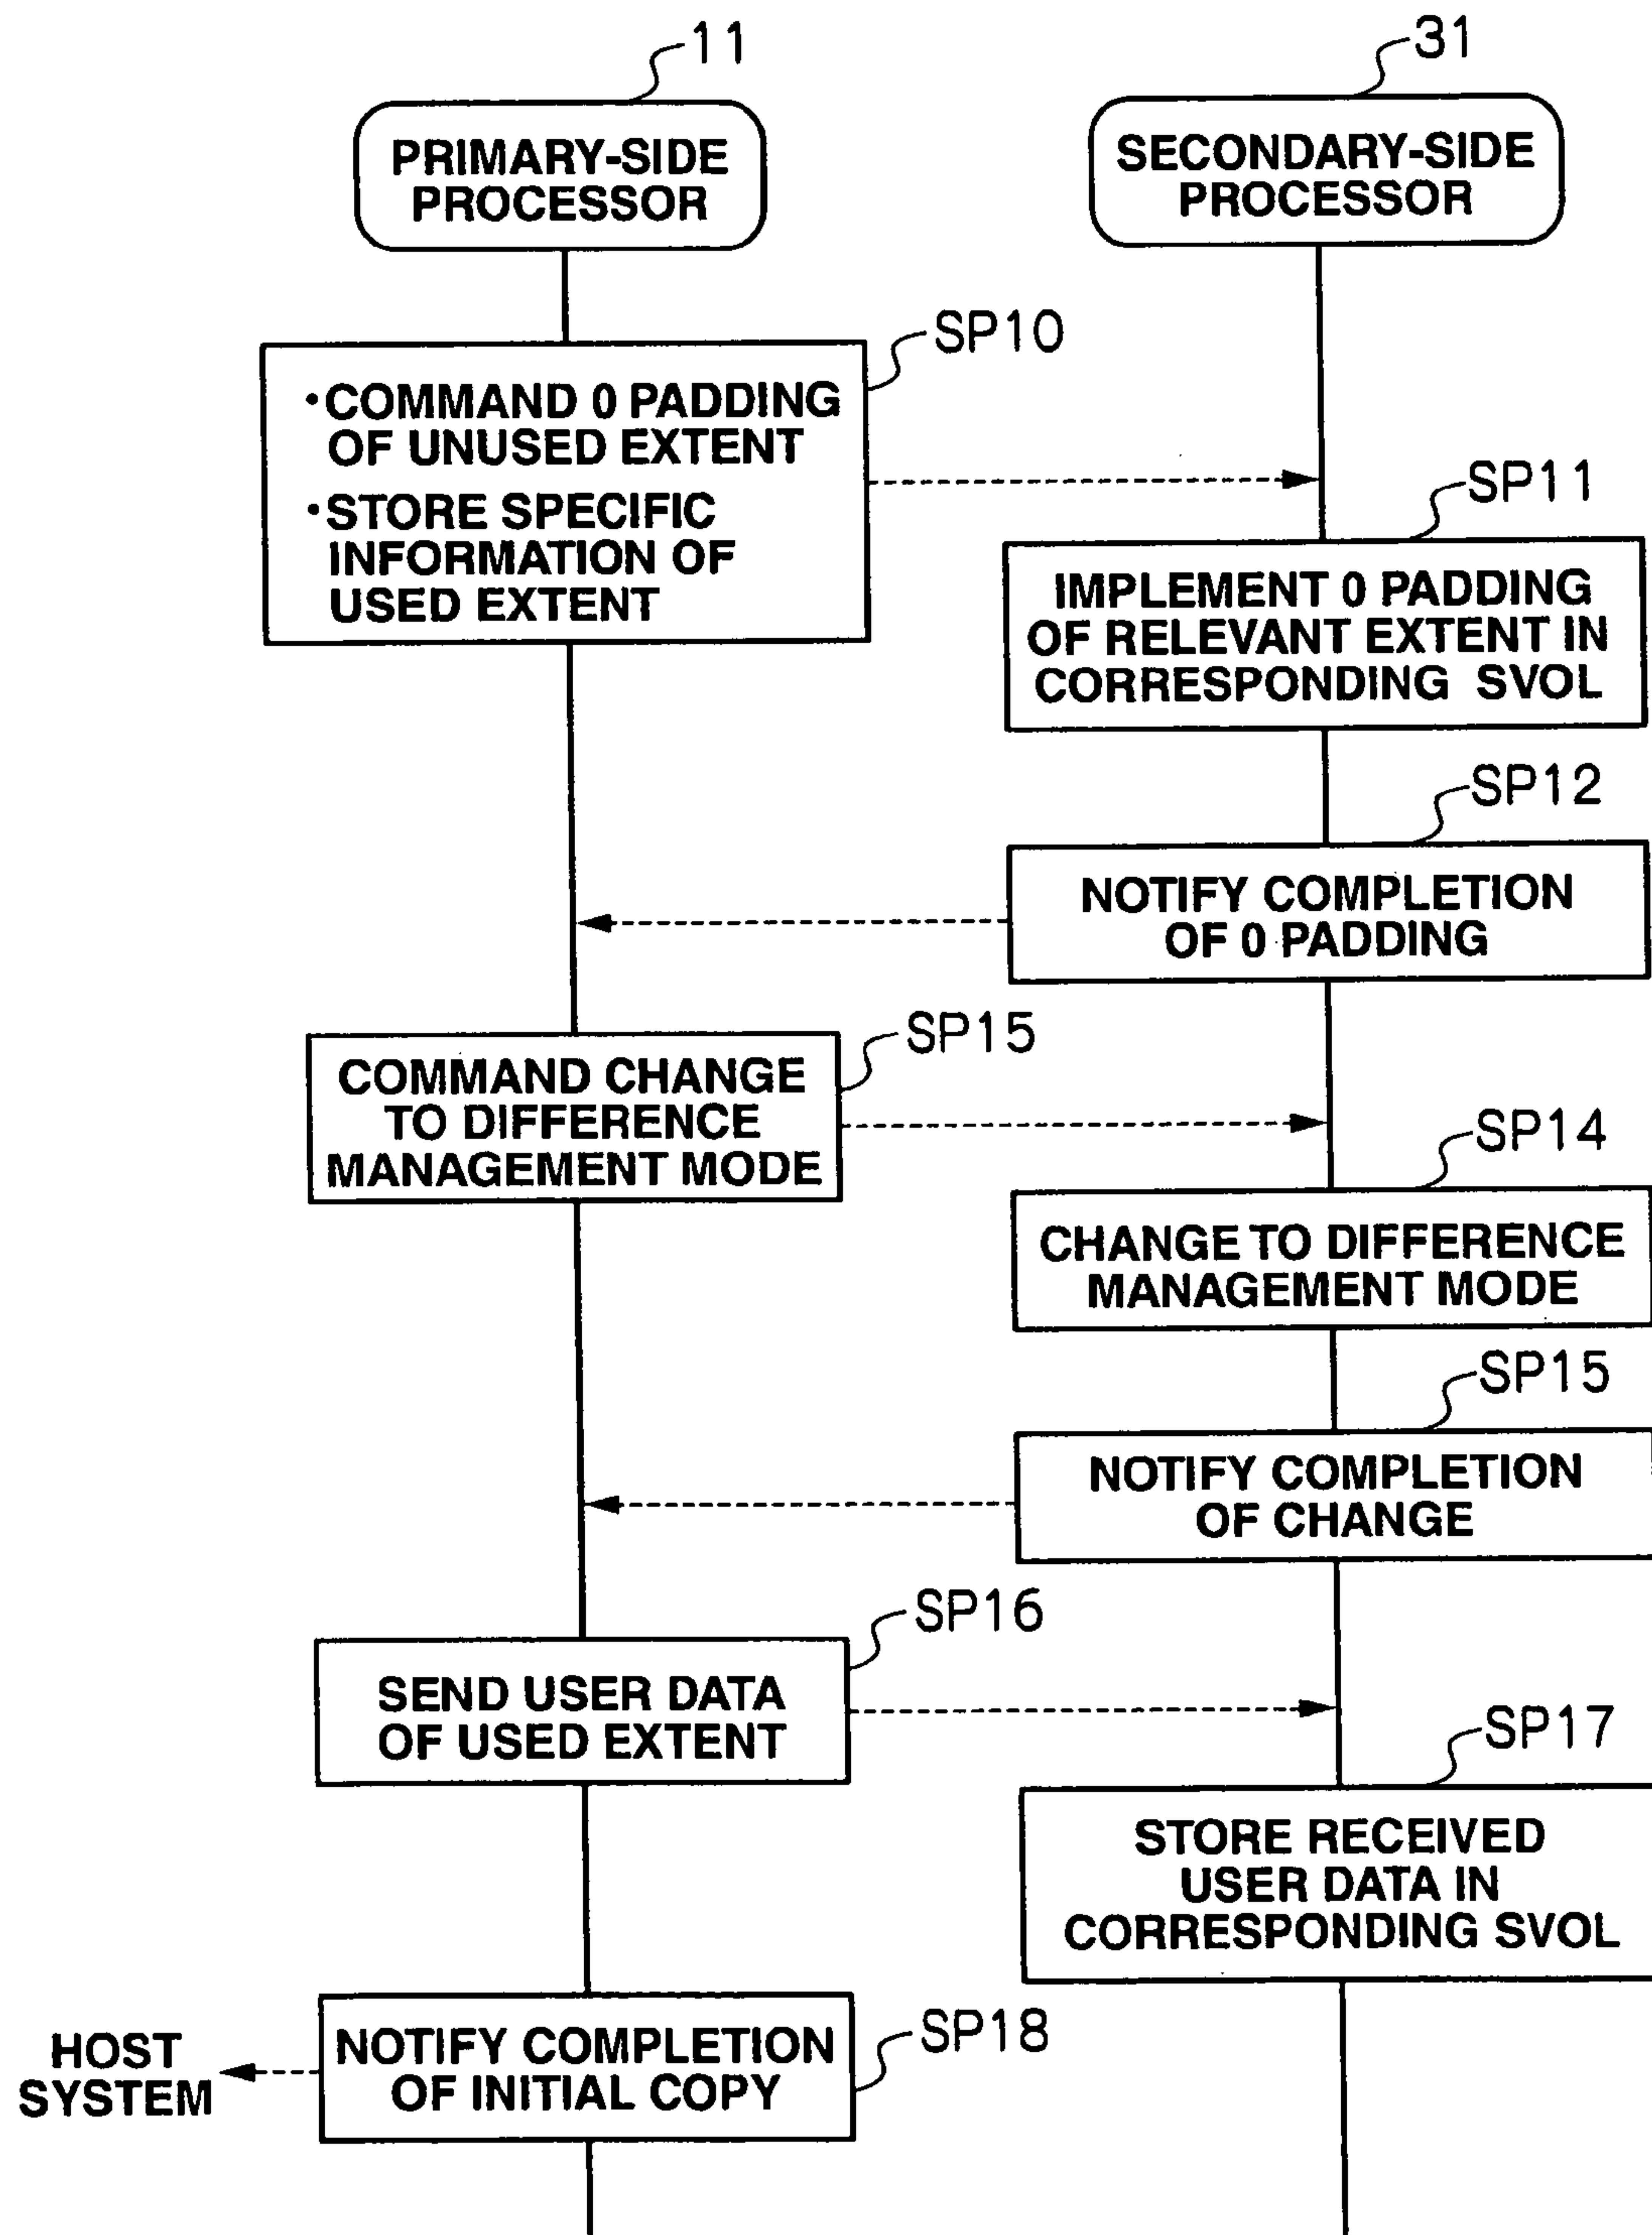 11
31
PRIMARY-SIDE
PROCESSOR
SECONDARY-SIDE
PROCESSOR
SP10
·COMMAND 0 PADDING
OF UNUSED EXTENT
·STORE SPECIFIC
INFORMATION OF
USED EXTENT
SP11
IMPLEMENT 0 PADDING
OF RELEVANT EXTENT IN
CORRESPONDING SVOL
SP12
NOTIFY COMPLETION
OF 0 PADDING
SP15
COMMAND CHANGE
TO DIFFERENCE
MANAGEMENT MODE
SP14
CHANGE TO DIFFERENCE
MANAGEMENT MODE
SP15
NOTIFY COMPLETION
OF CHANGE
SP16
SEND USER DATA
OF USED EXTENT
SP17
STORE RECEIVED
USER DATA IN
CORRESPONDING SVOL
SP18
NOTIFY COMPLETION
OF INITIAL COPY
HOST
SYSTEM